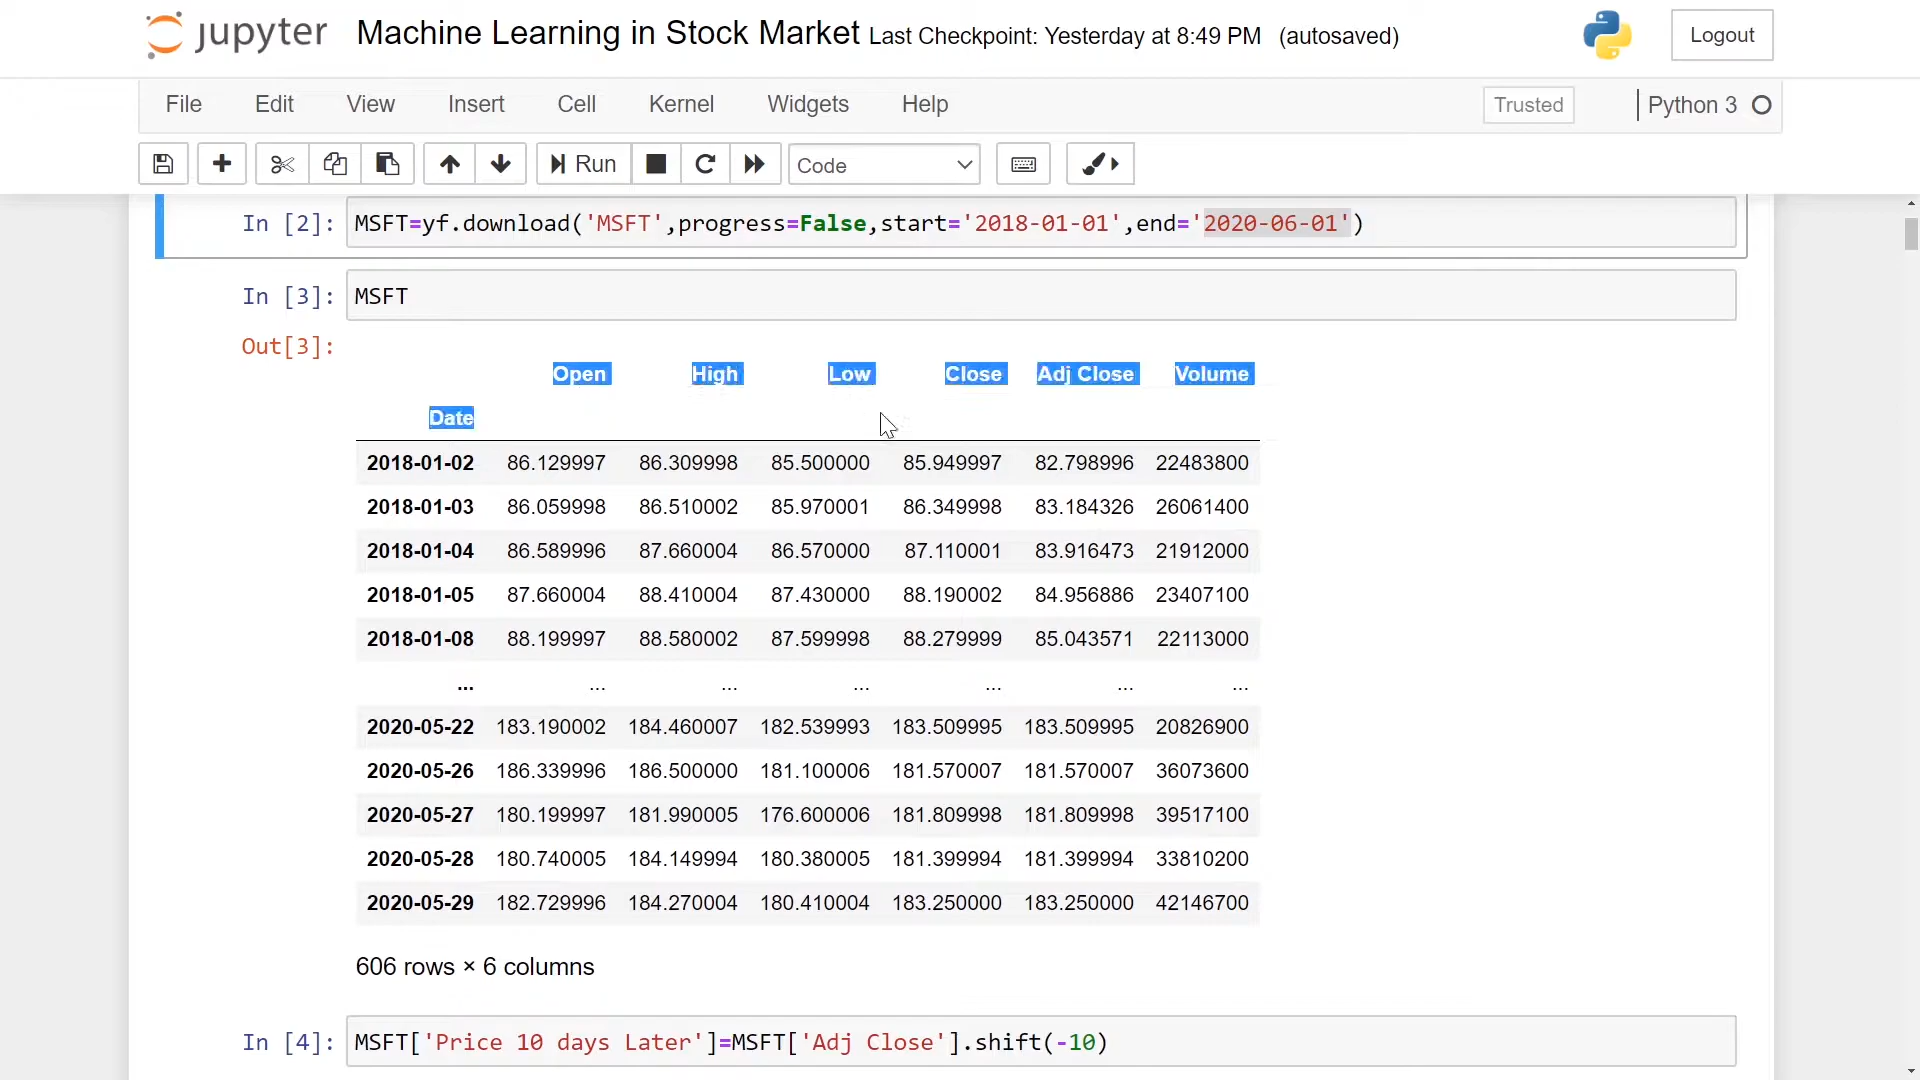 jupyter Machine Learning in Stock Market Last Checkpoint: Yesterday at 8:49 PM (autosaved) Logout
File Edit View Insert Cell Kernel Widgets Help Trusted Python 3
Run Code
In [2]: MSFT=yf.download('MSFT',progress=False,start='2018-01-01',end='2020-06-01')
In [3]: MSFT
Out[3]:
Open High Low Close Adj Close Volume
Date
2018-01-02 86.129997 86.309998 85.500000 85.949997 82.798996 22483800
2018-01-03 86.059998 86.510002 85.970001 86.349998 83.184326 26061400
2018-01-04 86.589996 87.660004 86.570000 87.110001 83.916473 21912000
2018-01-05 87.660004 88.410004 87.430000 88.190002 84.956886 23407100
2018-01-08 88.199997 88.580002 87.599998 88.279999 85.043571 22113000
... ... ... ... ... ... ...
2020-05-22 183.190002 184.460007 182.539993 183.509995 183.509995 20826900
2020-05-26 186.339996 186.500000 181.100006 181.570007 181.570007 36073600
2020-05-27 180.199997 181.990005 176.600006 181.809998 181.809998 39517100
2020-05-28 180.740005 184.149994 180.380005 181.399994 181.399994 33810200
2020-05-29 182.729996 184.270004 180.410004 183.250000 183.250000 42146700
606 rows × 6 columns
In [4]: MSFT['Price 10 days Later']=MSFT['Adj Close'].shift(-10)